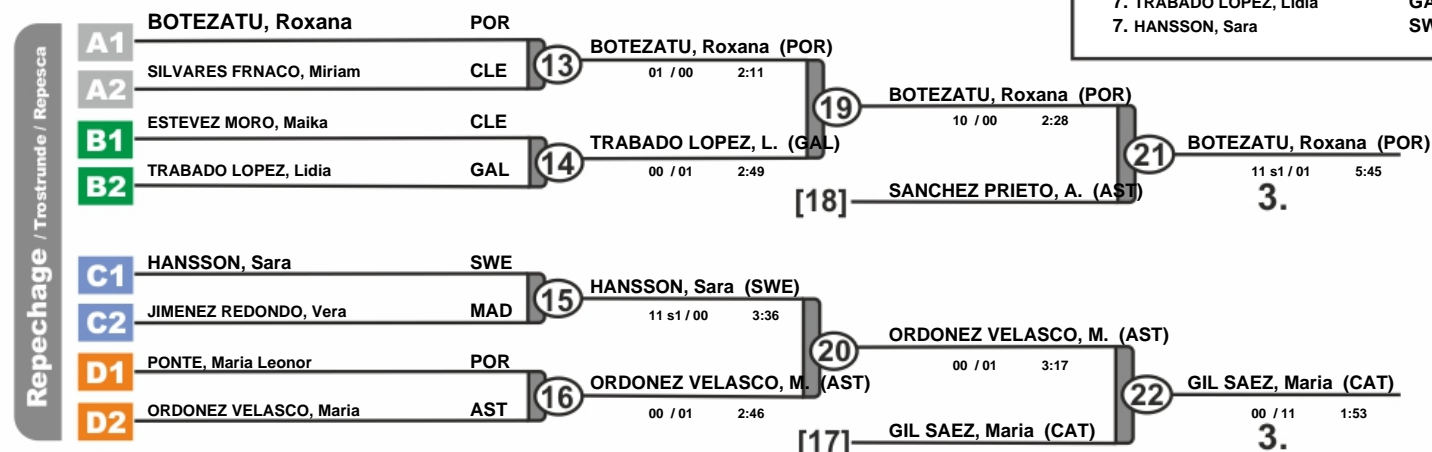 7. TRABADO LOPEZ, Lidia
7. HANSSON, Sara
Repechage / Trostrunde / Repesca
A1 BOTEZATU, Roxana POR
A2 SILVARES FRNACO, Miriam CLE
13 BOTEZATU, Roxana (POR)
01 / 00 2:11
B1 ESTEVEZ MORO, Maika CLE
B2 TRABADO LOPEZ, Lidia GAL
14 TRABADO LOPEZ, L. (GAL)
00 / 01 2:49
19 BOTEZATU, Roxana (POR)
10 / 00 2:28
[18] SANCHEZ PRIETO, A. (AST)
21 BOTEZATU, Roxana (POR)
11 s1 / 01 5:45
3.
C1 HANSSON, Sara SWE
C2 JIMENEZ REDONDO, Vera MAD
15 HANSSON, Sara (SWE)
11 s1 / 00 3:36
D1 PONTE, Maria Leonor POR
D2 ORDONEZ VELASCO, Maria AST
16 ORDONEZ VELASCO, M. (AST)
00 / 01 2:46
20 ORDONEZ VELASCO, M. (AST)
00 / 01 3:17
[17] GIL SAEZ, Maria (CAT)
22 GIL SAEZ, Maria (CAT)
00 / 11 1:53
3.